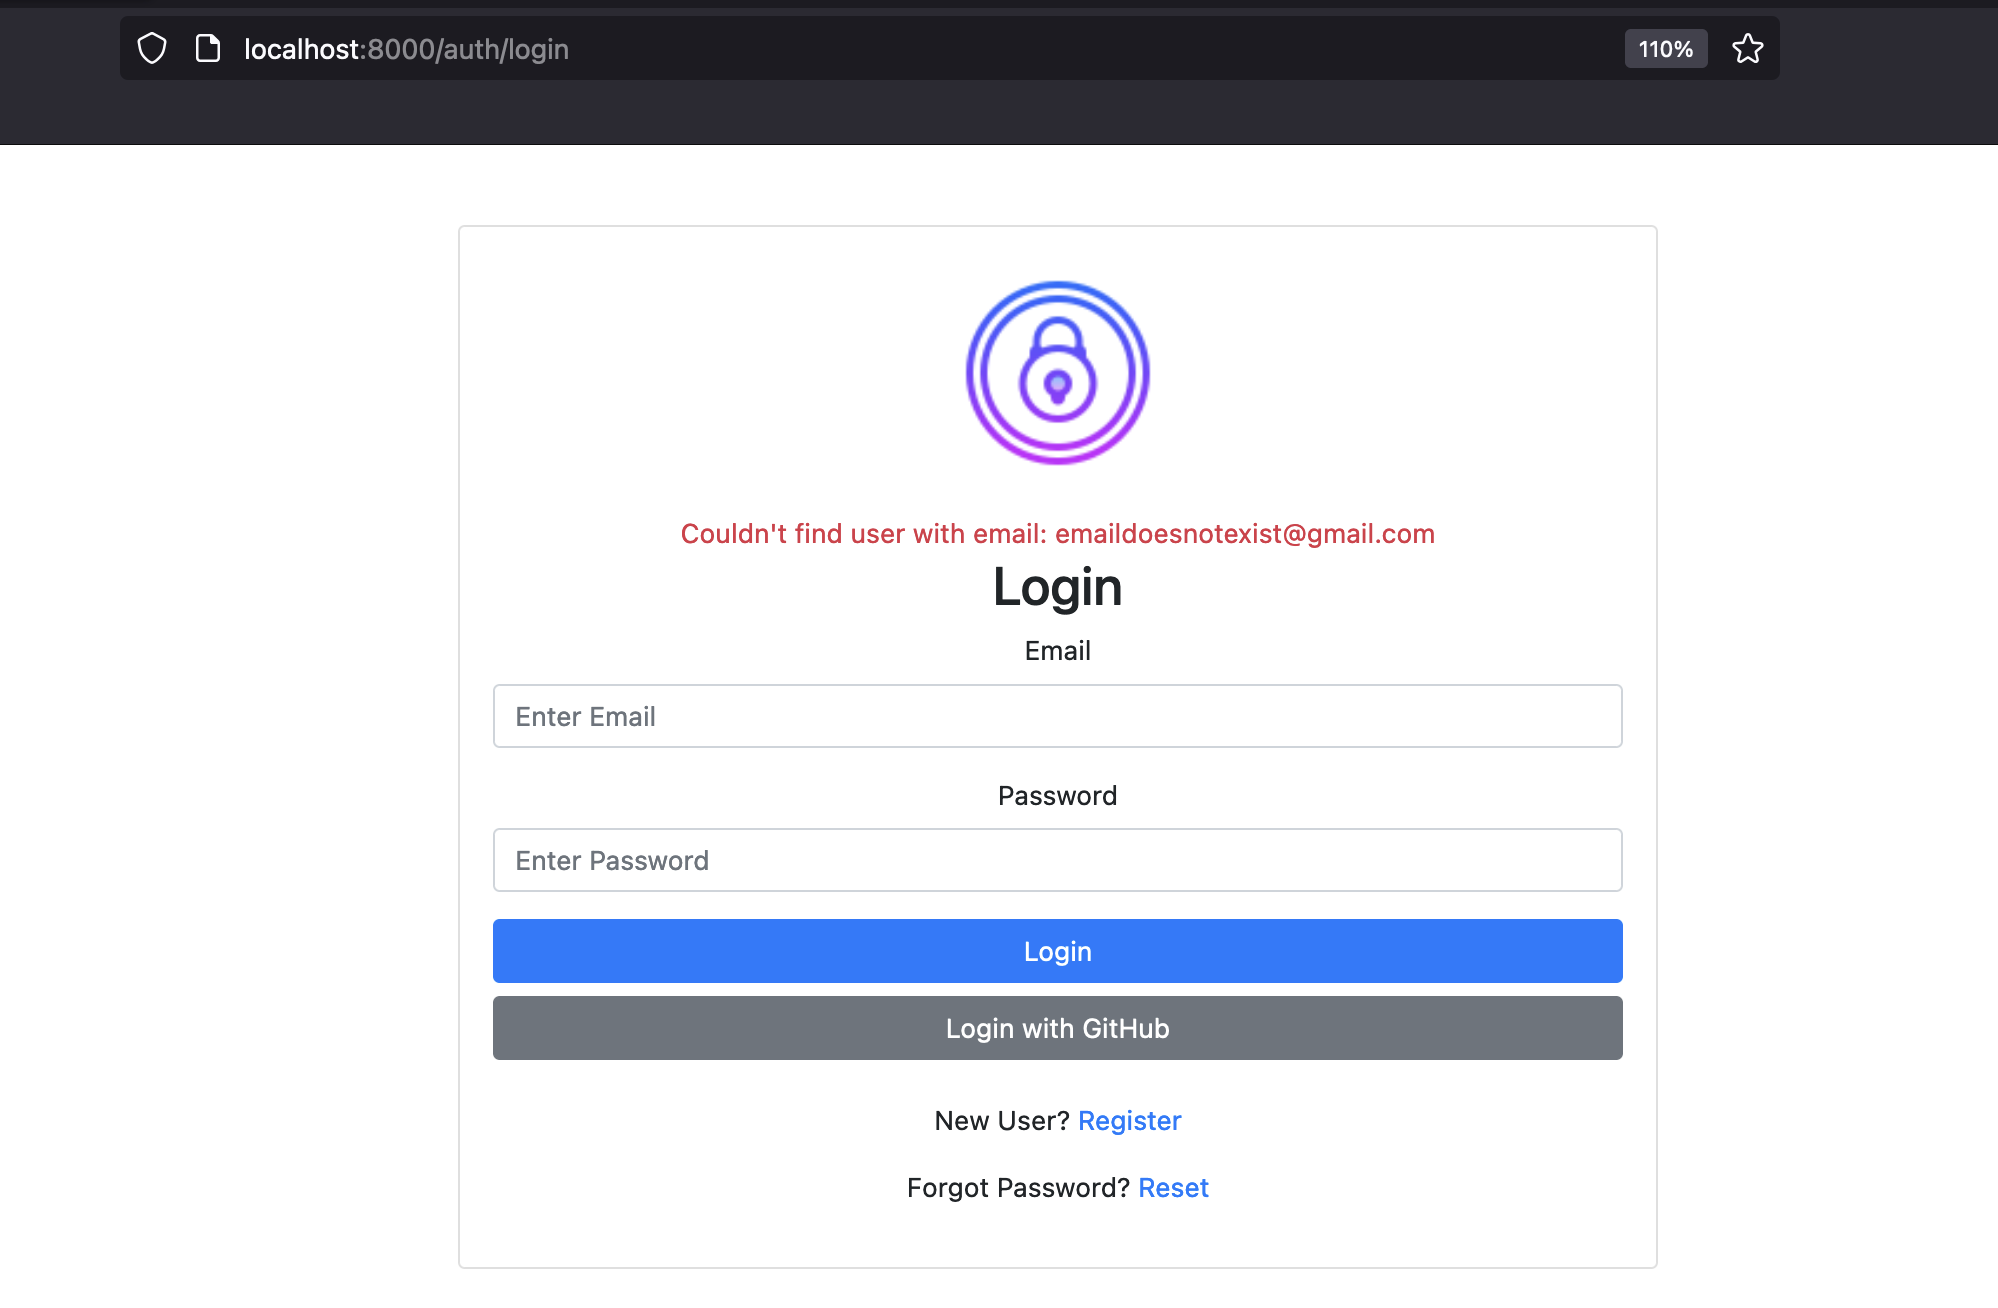 localhost:8000/auth/login
110%
Couldn't find user with email: emaildoesnotexist@gmail.com
Login
Email
Enter Email
Password
Enter Password
Login
Login with GitHub
New User? Register
Forgot Password? Reset